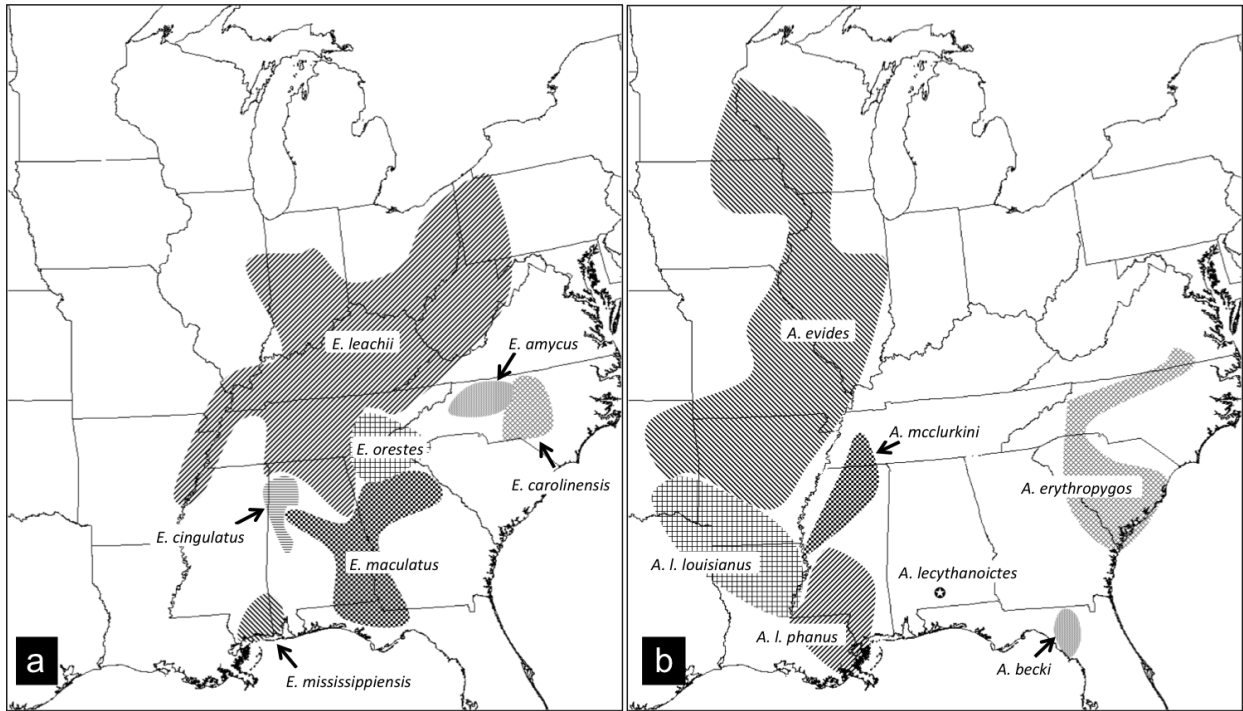 E. leachii
E. amycus
E. orestes
E. carolinensis
E. cingulatus
E. maculatus
E. mississippiensis
a
A. evides
A. mcclurkini
A. erythropygos
A. l. louisianus
A. lecythanoictes
A. l. phanus
A. becki
b